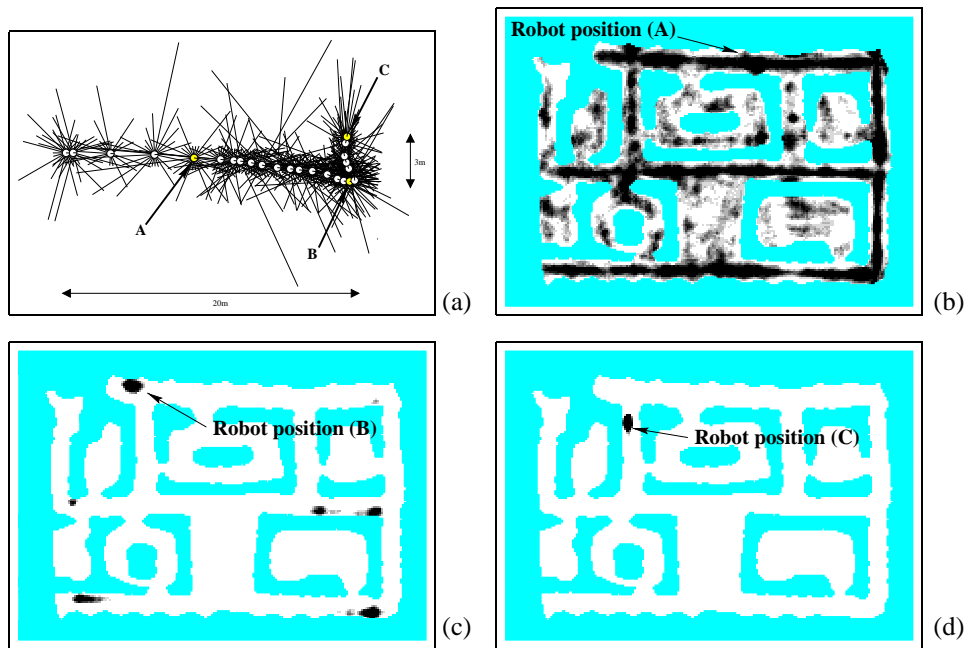 C
3m
A
B
20m
(a)
Robot position (A)
(b)
Robot position (B)
(c)
Robot position (C)
(d)